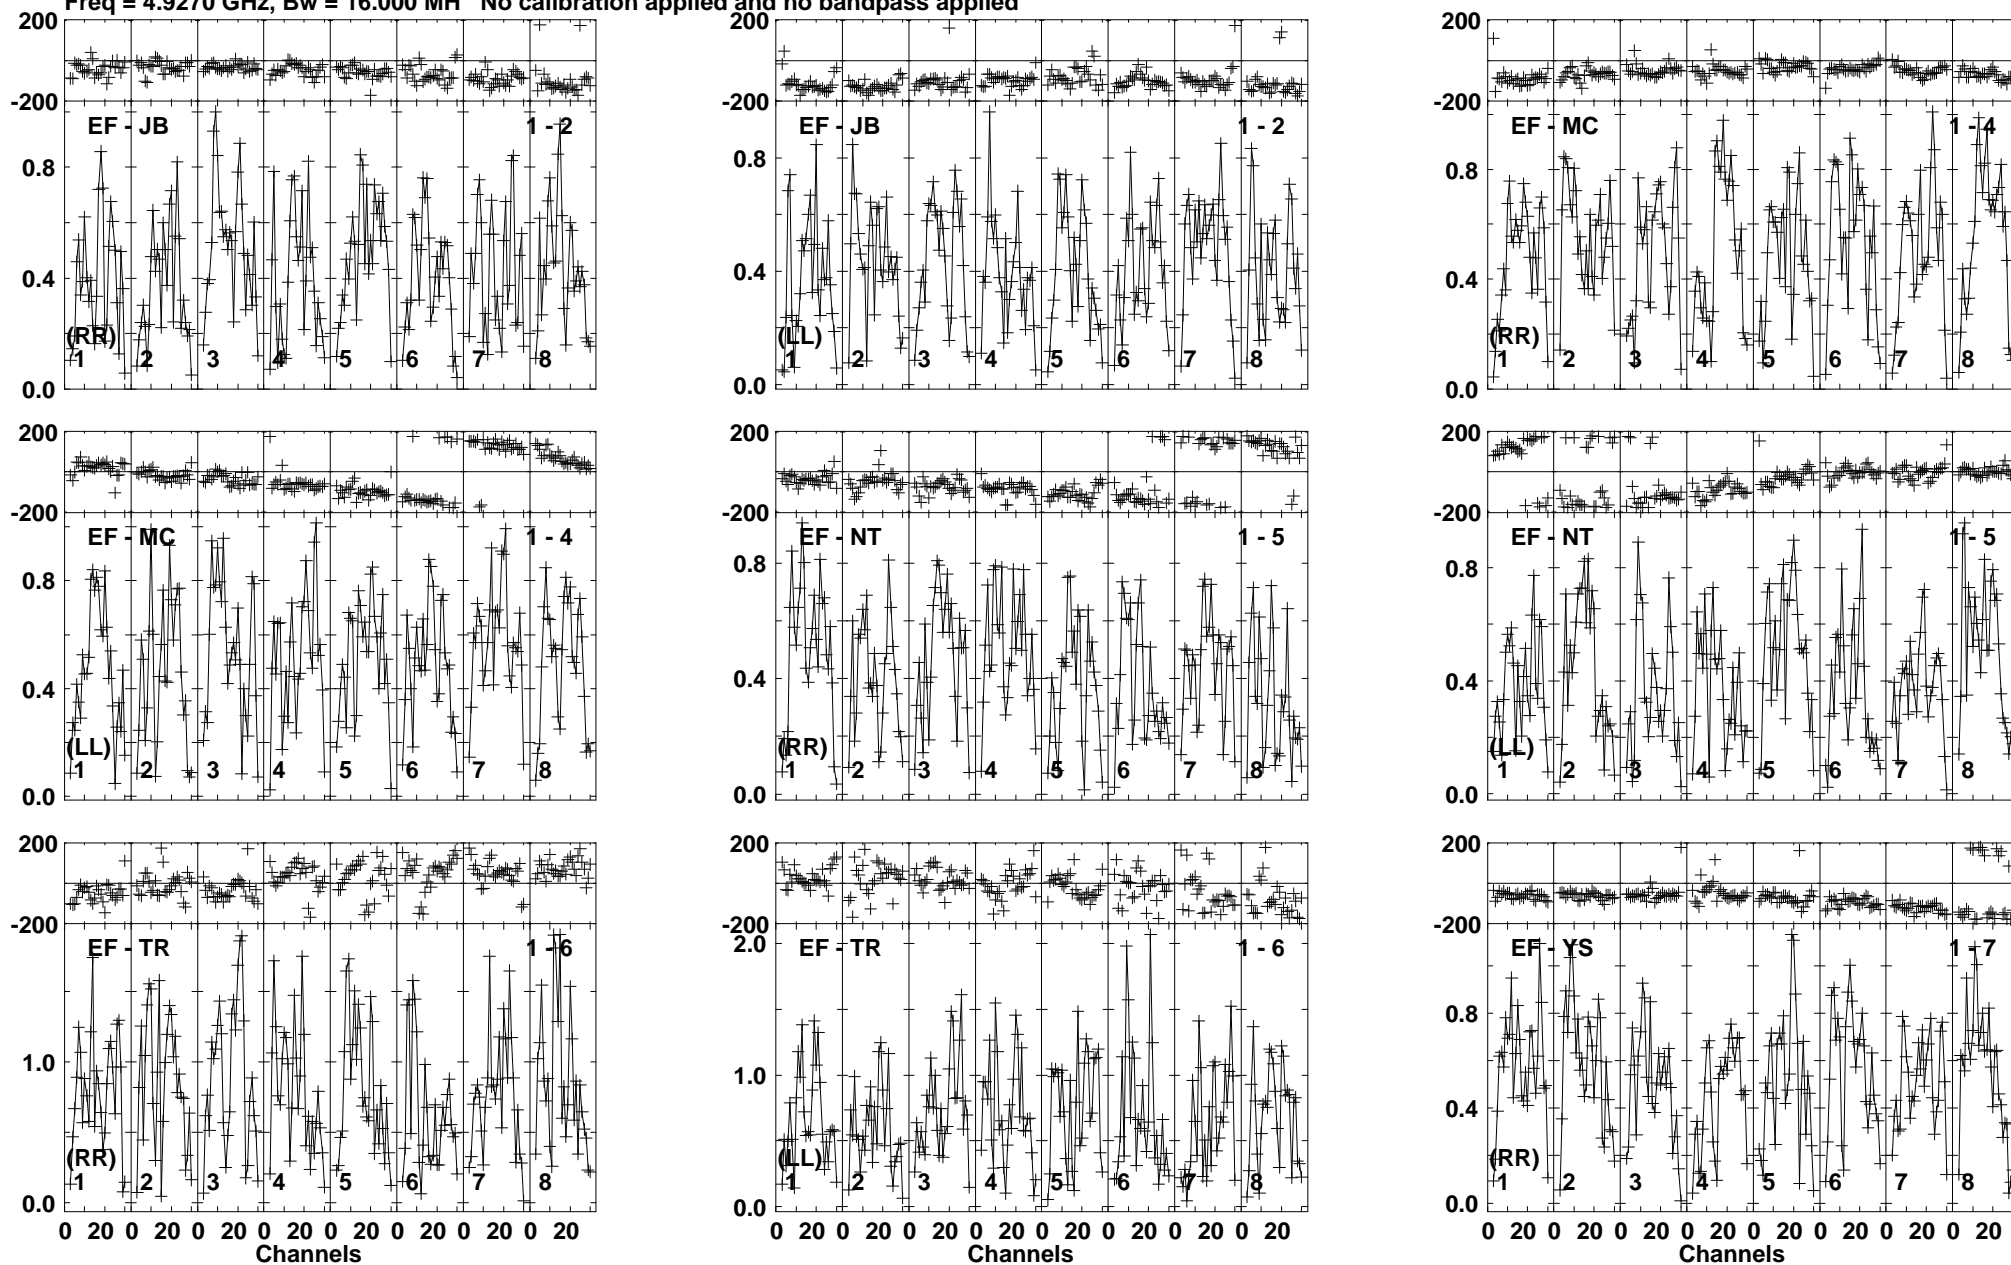 Freq = 4.9270 GHz, Bw = 16.000 MH No calibration applied and no bandpass applied
200 200 200
-200 -200 -200
EF - JB 1 - 2 EF - JB 1 - 2 EF - MC 1 - 4
0.8 0.8 0.8
0.4 0.4 0.4
(RR) (LL) (RR)
1 2 3 4 5 6 7 8 1 2 3 4 5 6 7 8 1 2 3 4 5 6 7 8
0.0 0.0 0.0
200 200 200
-200 -200 -200
EF - MC 1 - 4 EF - NT 1 - 5 EF - NT 1 - 5
0.8 0.8 0.8
0.4 0.4 0.4
(LL) (RR) (LL)
1 2 3 4 5 6 7 8 1 2 3 4 5 6 7 8 1 2 3 4 5 6 7 8
0.0 0.0 0.0
200 200 200
-200 -200 -200
EF - TR 1 - 6 EF - TR 1 - 6 EF - YS 1 - 7
2.0
0.8
1.0 1.0
0.4
(RR) (LL) (RR)
1 2 3 4 5 6 7 8 1 2 3 4 5 6 7 8 1 2 3 4 5 6 7 8
0.0 0.0 0.0
0 20 0 20 0 20 0 20 0 20 0 20 0 20 0 20 0 20 0 20 0 20 0 20 0 20 0 20 0 20 0 20 0 20 0 20 0 20 0 20 0 20 0 20 0 20 0 20
Channels Channels Channels